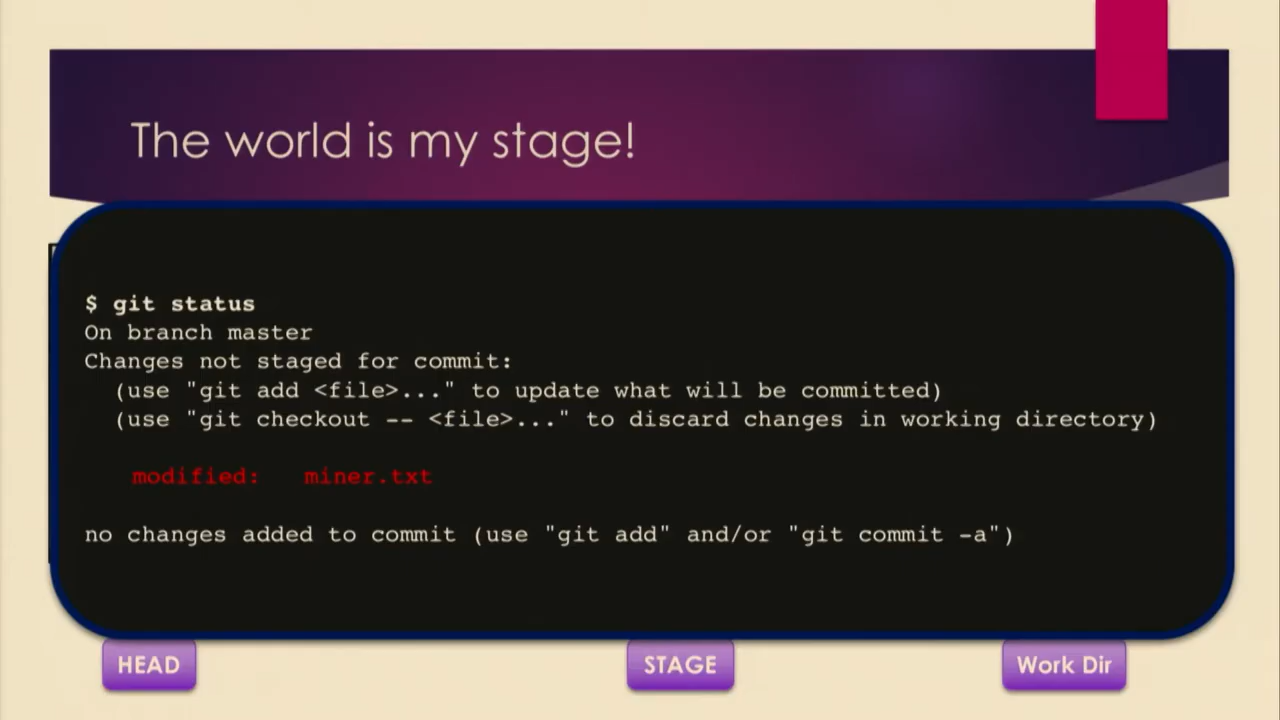 The world is my stage!
$ git status
On branch master
Changes not staged for commit:
(use "git add <file>..." to update what will be committed)
(use "git checkout -- <file>..." to discard changes in working directory)
modified: miner.txt
no changes added to commit (use "git add" and/or "git commit -a")
HEAD
STAGE
Work Dir